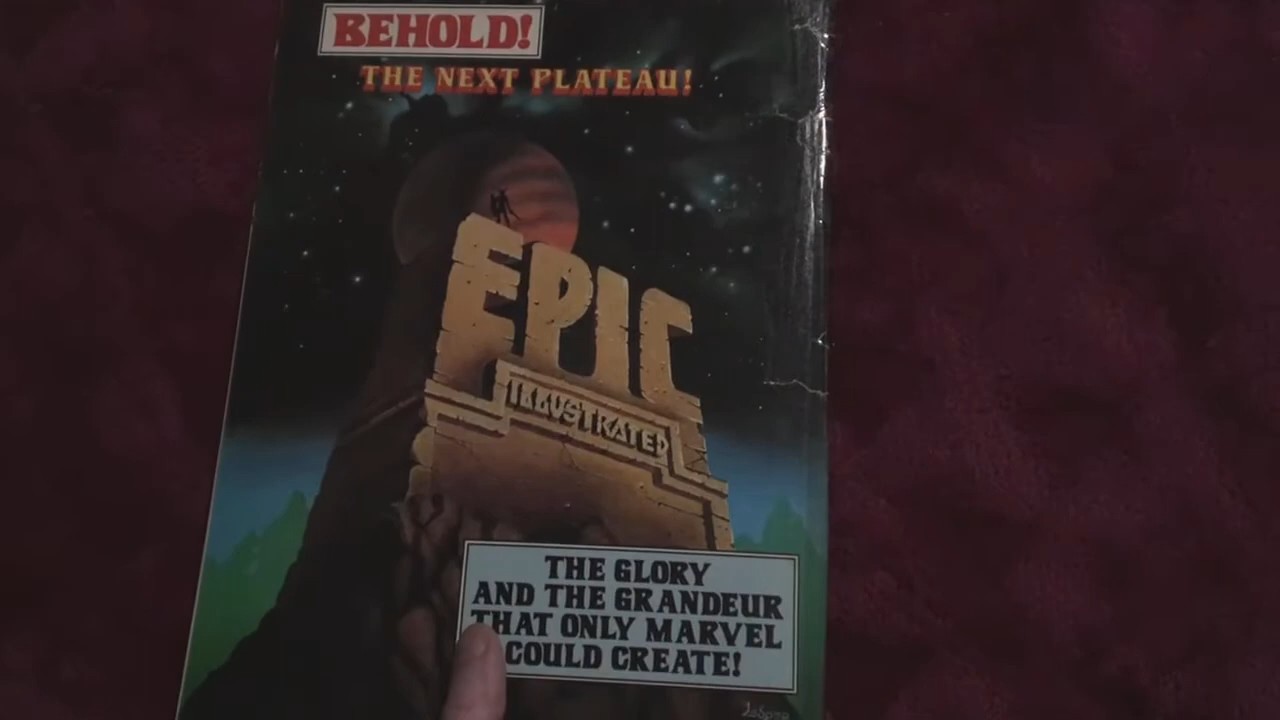 BEHOLD!
THE NEXT PLATEAU!
EPIC
ILLUSTRATED
THE GLORY
AND THE GRANDEUR
THAT ONLY MARVEL
COULD CREATE!